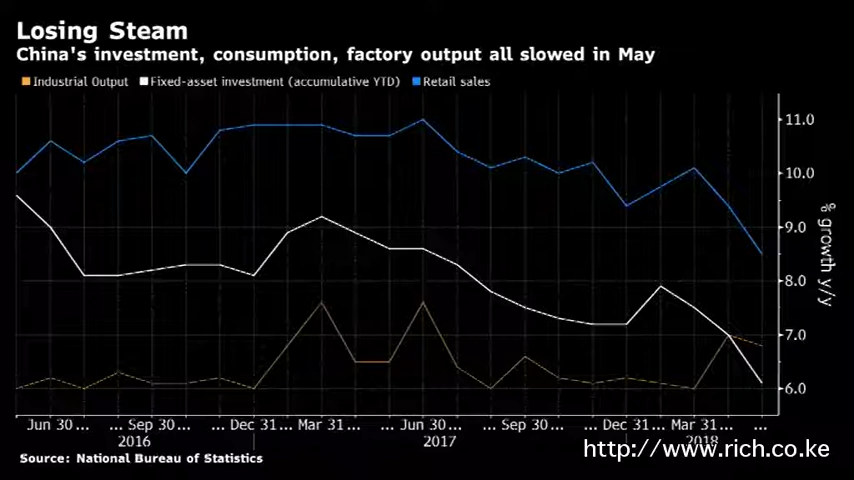 Losing Steam
China's investment, consumption, factory output all slowed in May
Industrial Output Fixed-asset investment (accumulative YTD) Retail sales
11.0
10.0
9.0
8.0
7.0
6.0
% growth y/y
Jun 30 ... ... Sep 30 ... ... Dec 31 ... Mar 31 ... ... Jun 30 ... ... Sep 30 ... ... Dec 31 ... Mar 31 ... ...
2016 2017 2018
http://www.rich.co.ke
Source: National Bureau of Statistics